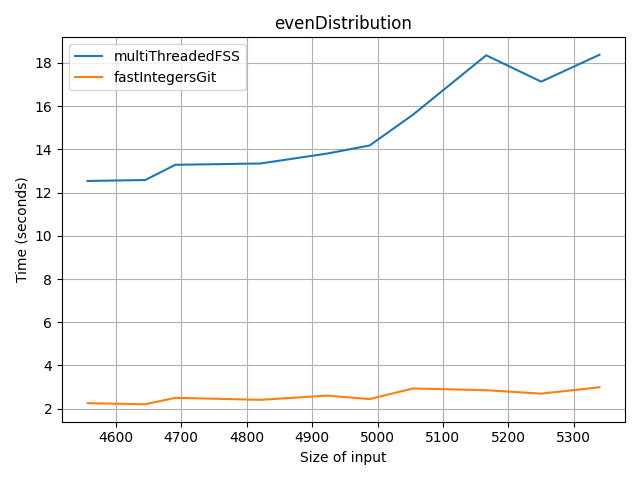 evenDistribution
multiThreadedFSS
fastIntegersGit
Time (seconds)
18
16
14
12
10
8
6
4
2
4600 4700 4800 4900 5000 5100 5200 5300
Size of input